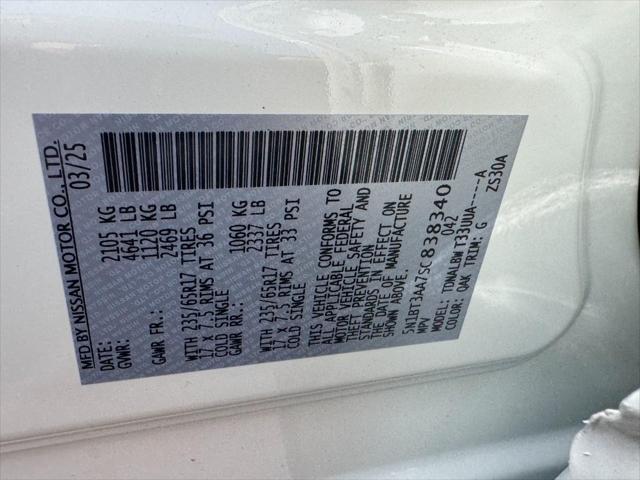 MFD BY NISSAN MOTOR CO., LTD.
DATE: 03/25
GVWR: 2105 KG
4641 LB
GAWR FR.: 1120 KG
2469 LB
WITH 235/65R17 TIRES
17 X 7.5 RIMS AT 36 PSI
COLD SINGLE
GAWR RR.: 1060 KG
2337 LB
WITH 235/65R17 TIRES
17 X 7.5 RIMS AT 33 PSI
COLD SINGLE
THIS VEHICLE CONFORMS TO
ALL APPLICABLE FEDERAL
MOTOR VEHICLE SAFETY AND
THEFT PREVENTION
STANDARDS IN EFFECT ON
THE DATE OF MANUFACTURE
SHOWN ABOVE.
5N1BT3AA7SC838340
MPV 042
MODEL: TDWALBWT33UUA-----A
COLOR: QAK TRIM: G ZS30A